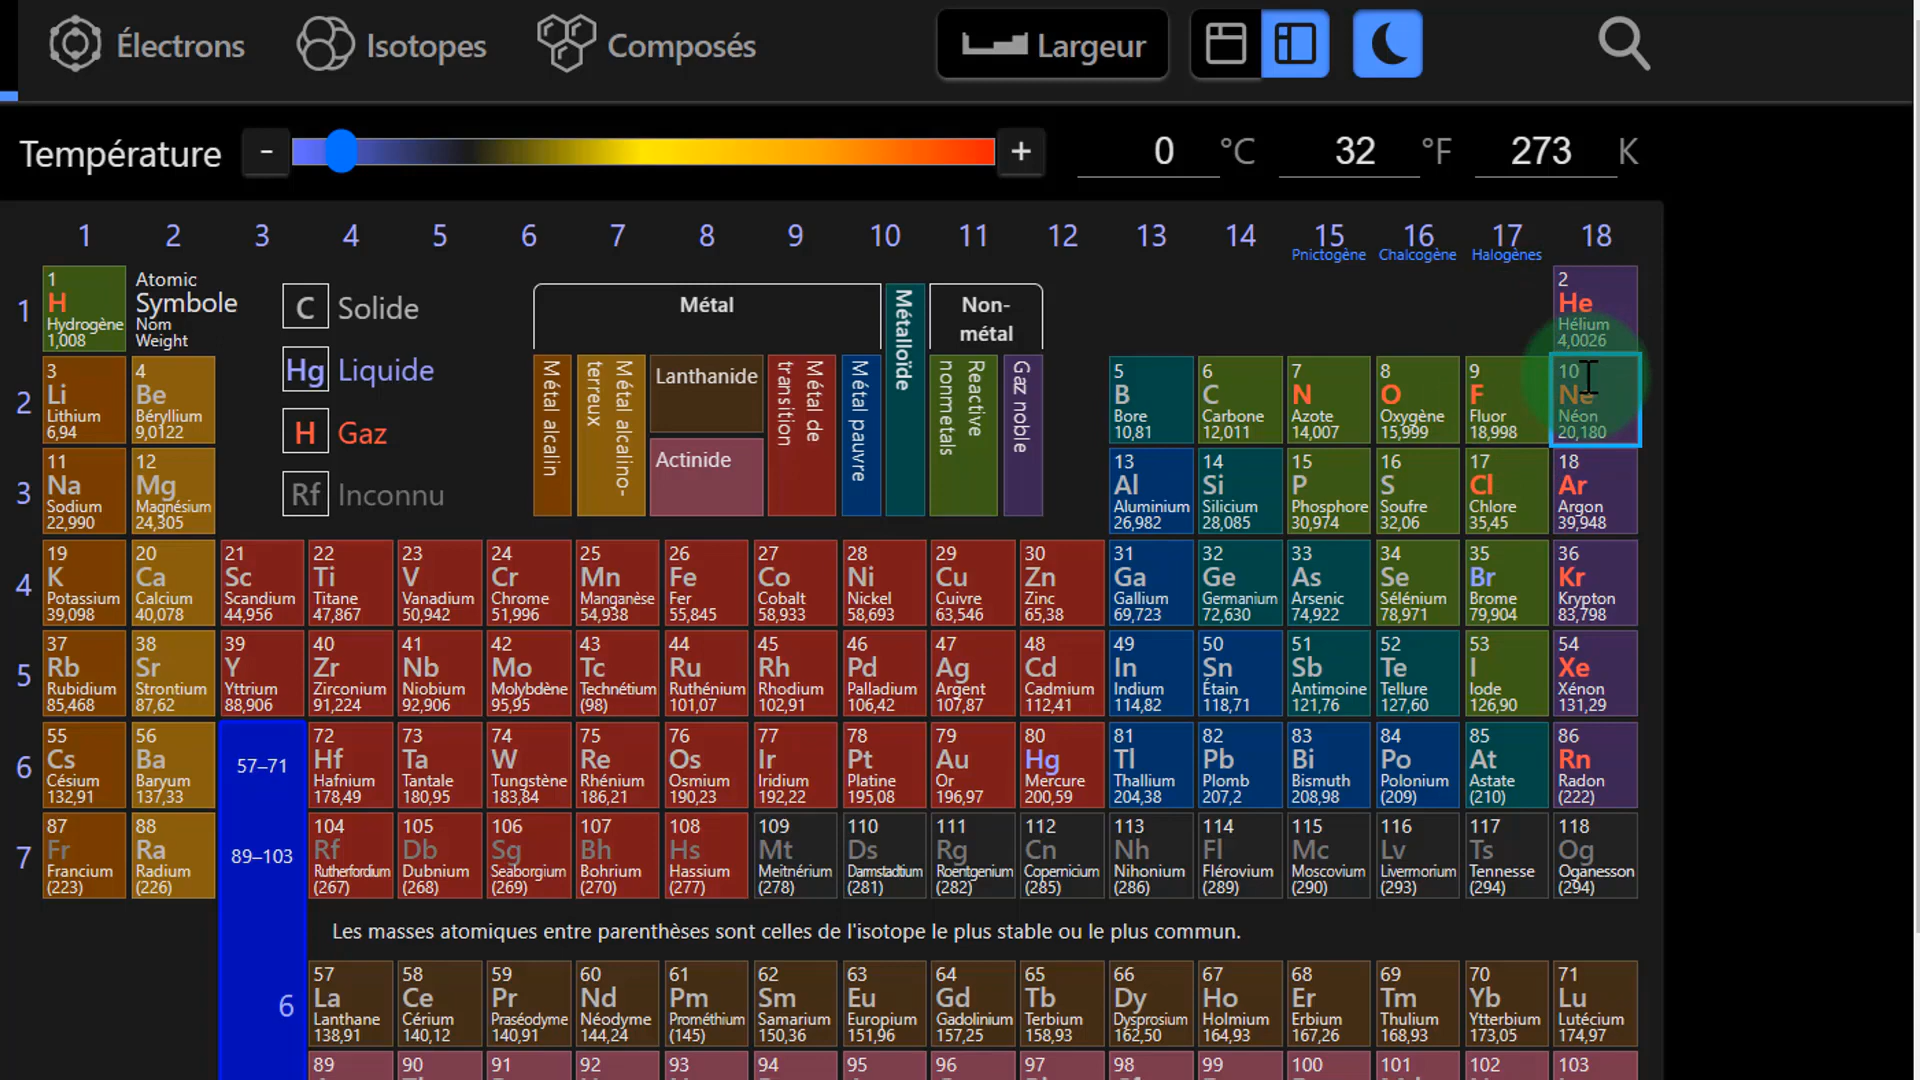 Électrons Isotopes Composés Largeur
Température - + 0 °C 32 °F 273 K
1 2 3 4 5 6 7 8 9 10 11 12 13 14 15 16 17 18
Pnictogène Chalcogène Halogènes
1
1 H Hydrogène 1,008
Atomic
Symbole
Nom
Weight
C Solide
Hg Liquide
H Gaz
Rf Inconnu
Métal
Métalloïde
Non-
métal
Métal alcalin
Métal alcalino-
terreux
Lanthanide
Actinide
Métal de
transition
Métal pauvre
Reactive
nonmetals
Gaz noble
2 He Hélium 4,0026
2
3 Li Lithium 6,94
4 Be Béryllium 9,0122
5 B Bore 10,81
6 C Carbone 12,011
7 N Azote 14,007
8 O Oxygène 15,999
9 F Fluor 18,998
10 Ne Néon 20,180
3
11 Na Sodium 22,990
12 Mg Magnésium 24,305
13 Al Aluminium 26,982
14 Si Silicium 28,085
15 P Phosphore 30,974
16 S Soufre 32,06
17 Cl Chlore 35,45
18 Ar Argon 39,948
4
19 K Potassium 39,098
20 Ca Calcium 40,078
21 Sc Scandium 44,956
22 Ti Titane 47,867
23 V Vanadium 50,942
24 Cr Chrome 51,996
25 Mn Manganèse 54,938
26 Fe Fer 55,845
27 Co Cobalt 58,933
28 Ni Nickel 58,693
29 Cu Cuivre 63,546
30 Zn Zinc 65,38
31 Ga Gallium 69,723
32 Ge Germanium 72,630
33 As Arsenic 74,922
34 Se Sélénium 78,971
35 Br Brome 79,904
36 Kr Krypton 83,798
5
37 Rb Rubidium 85,468
38 Sr Strontium 87,62
39 Y Yttrium 88,906
40 Zr Zirconium 91,224
41 Nb Niobium 92,906
42 Mo Molybdène 95,95
43 Tc Technétium (98)
44 Ru Ruthénium 101,07
45 Rh Rhodium 102,91
46 Pd Palladium 106,42
47 Ag Argent 107,87
48 Cd Cadmium 112,41
49 In Indium 114,82
50 Sn Étain 118,71
51 Sb Antimoine 121,76
52 Te Tellure 127,60
53 I Iode 126,90
54 Xe Xénon 131,29
6
55 Cs Césium 132,91
56 Ba Baryum 137,33
57–71
72 Hf Hafnium 178,49
73 Ta Tantale 180,95
74 W Tungstène 183,84
75 Re Rhénium 186,21
76 Os Osmium 190,23
77 Ir Iridium 192,22
78 Pt Platine 195,08
79 Au Or 196,97
80 Hg Mercure 200,59
81 Tl Thallium 204,38
82 Pb Plomb 207,2
83 Bi Bismuth 208,98
84 Po Polonium (209)
85 At Astate (210)
86 Rn Radon (222)
7
87 Fr Francium (223)
88 Ra Radium (226)
89–103
104 Rf Rutherfordium (267)
105 Db Dubnium (268)
106 Sg Seaborgium (269)
107 Bh Bohrium (270)
108 Hs Hassium (277)
109 Mt Meitnérium (278)
110 Ds Darmstadtium (281)
111 Rg Roentgenium (282)
112 Cn Copernicium (285)
113 Nh Nihonium (286)
114 Fl Flérovium (289)
115 Mc Moscovium (290)
116 Lv Livermorium (293)
117 Ts Tennesse (294)
118 Og Oganesson (294)
Les masses atomiques entre parenthèses sont celles de l'isotope le plus stable ou le plus commun.
6
57 La Lanthane 138,91
58 Ce Cérium 140,12
59 Pr Praséodyme 140,91
60 Nd Néodyme 144,24
61 Pm Prométhium (145)
62 Sm Samarium 150,36
63 Eu Europium 151,96
64 Gd Gadolinium 157,25
65 Tb Terbium 158,93
66 Dy Dysprosium 162,50
67 Ho Holmium 164,93
68 Er Erbium 167,26
69 Tm Thulium 168,93
70 Yb Ytterbium 173,05
71 Lu Lutécium 174,97
89 90 91 92 93 94 95 96 97 98 99 100 101 102 103